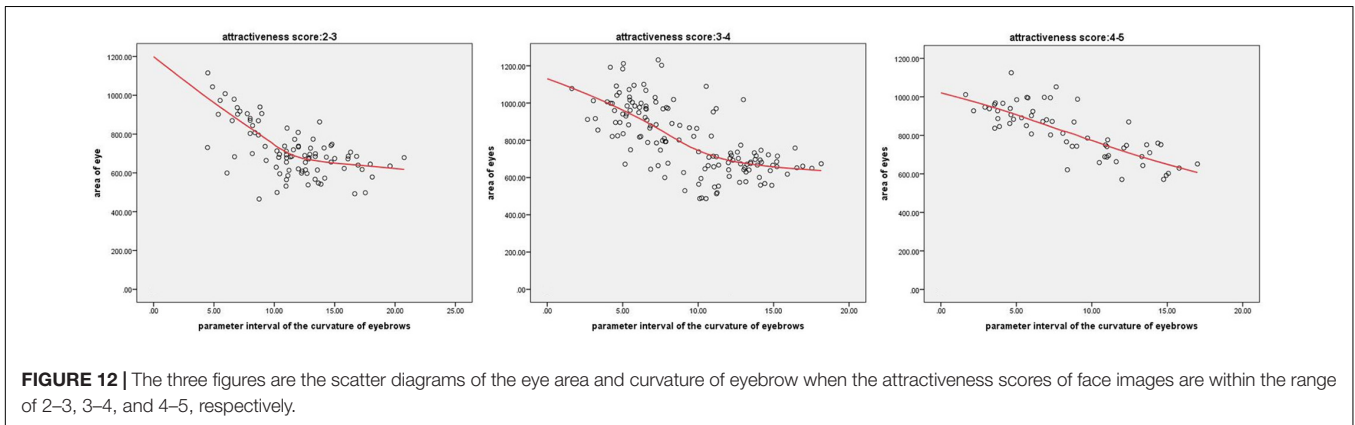 attractiveness score:2-3
1200.00
1000.00
800.00
600.00
400.00
200.00
.00
area of eye
.00 5.00 10.00 15.00 20.00 25.00
parameter interval of the curvature of eyebrows
attractiveness score:3-4
1200.00
1000.00
800.00
600.00
400.00
200.00
.00
area of eyes
.00 5.00 10.00 15.00 20.00
parameter interval of the curvature of eyebrows
attractiveness score:4-5
1200.00
1000.00
800.00
600.00
400.00
200.00
.00
area of eyes
.00 5.00 10.00 15.00 20.00
parameter interval of the curvature of eyebrows
FIGURE 12 | The three figures are the scatter diagrams of the eye area and curvature of eyebrow when the attractiveness scores of face images are within the range
of 2–3, 3–4, and 4–5, respectively.